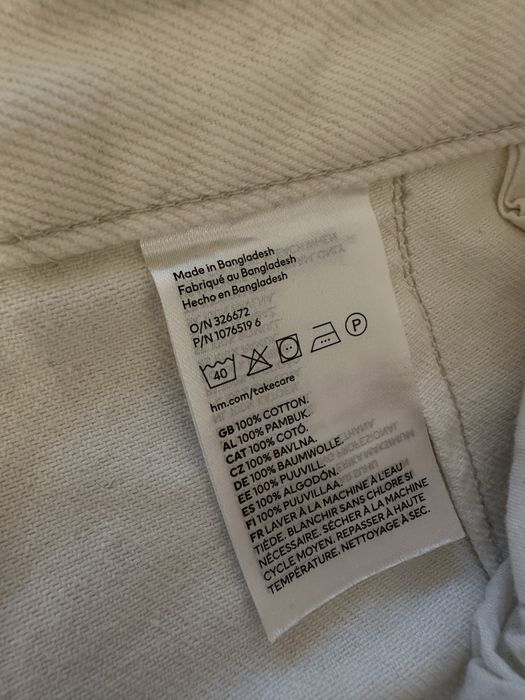 Made in Bangladesh
Fabriqué au Bangladesh
Hecho en Bangladesh
O/N 326672
P/N 1076519 6
40 P
hm.com/takecare
GB 100% COTTON.
AL 100% PAMBUK.
CAT 100% COTÓ.
CZ 100% BAVLNA.
DE 100% BAUMWOLLE.
EE 100% PUUVILL.
ES 100% ALGODÓN.
FI 100% PUUVILLAA.
FR LAVER À LA MACHINE À L'EAU
TIÈDE. BLANCHIR SANS CHLORE SI
NÉCESSAIRE. SÉCHER À LA MACHINE
CYCLE MOYEN. REPASSER À HAUTE
TEMPÉRATURE. NETTOYAGE À SEC.